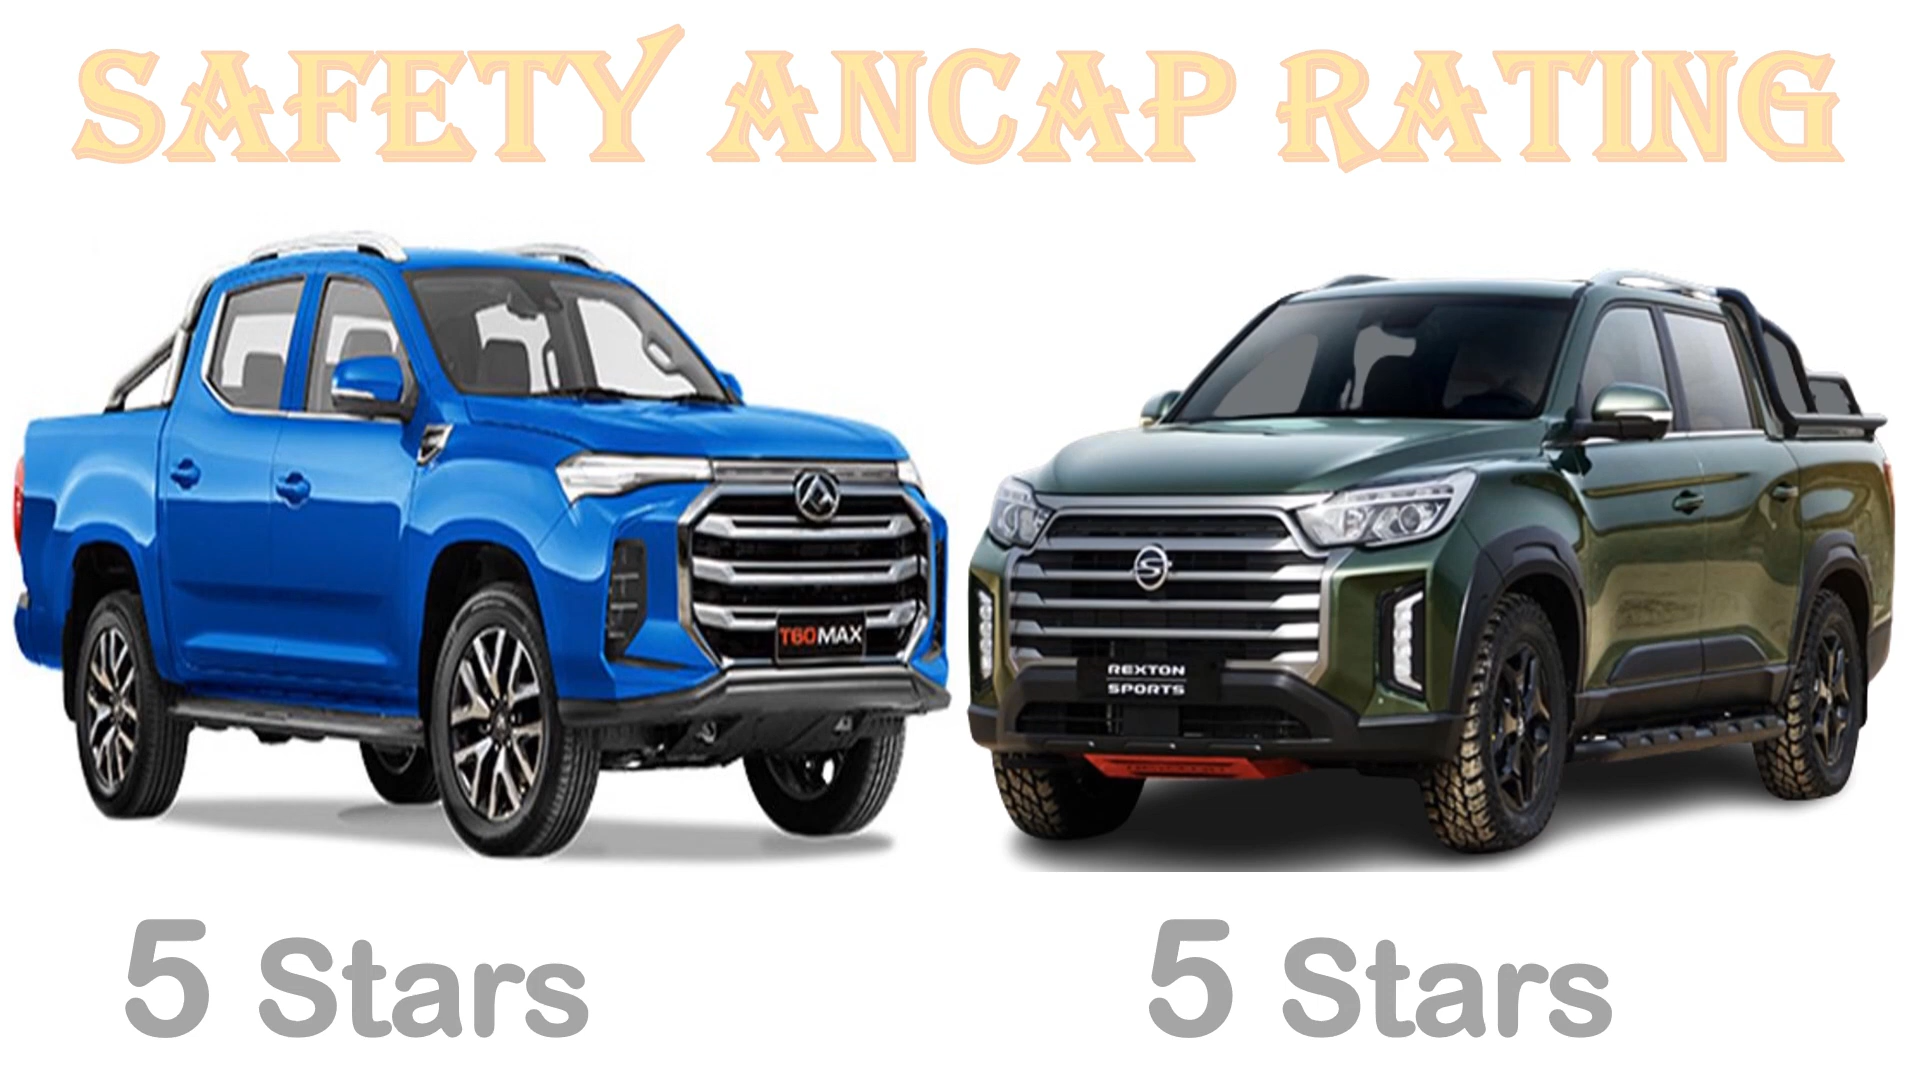 SAFETY ANCAP RATING
T60MAX
REXTON
SPORTS
5 Stars
5 Stars